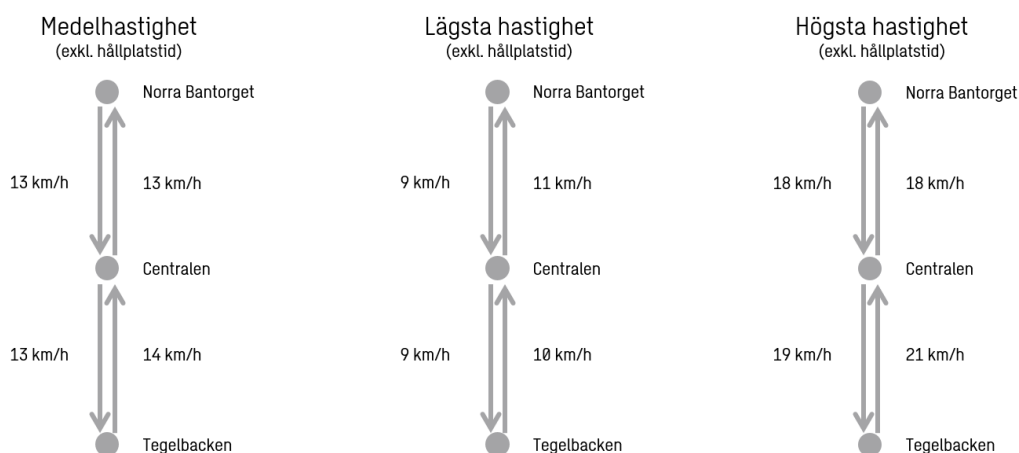 Medelhastighet
(exkl. hållplatstid)
Norra Bantorget
13 km/h
13 km/h
Centralen
13 km/h
14 km/h
Tegelbacken
Lägsta hastighet
(exkl. hållplatstid)
Norra Bantorget
9 km/h
11 km/h
Centralen
9 km/h
10 km/h
Tegelbacken
Högsta hastighet
(exkl. hållplatstid)
Norra Bantorget
18 km/h
18 km/h
Centralen
19 km/h
21 km/h
Tegelbacken